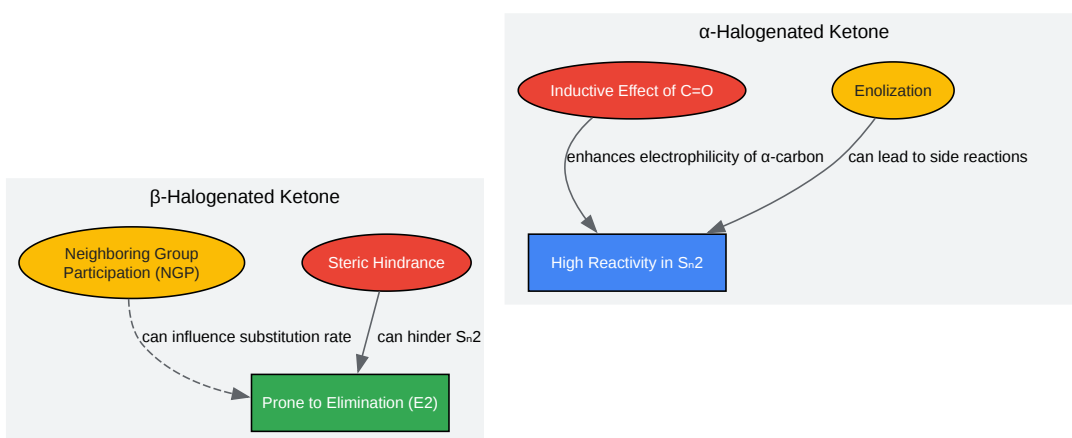 α-Halogenated Ketone
Inductive Effect of C=O
Enolization
enhances electrophilicity of α-carbon
can lead to side reactions
High Reactivity in Sₙ2
β-Halogenated Ketone
Neighboring Group
Participation (NGP)
Steric Hindrance
can influence substitution rate
can hinder Sₙ2
Prone to Elimination (E2)